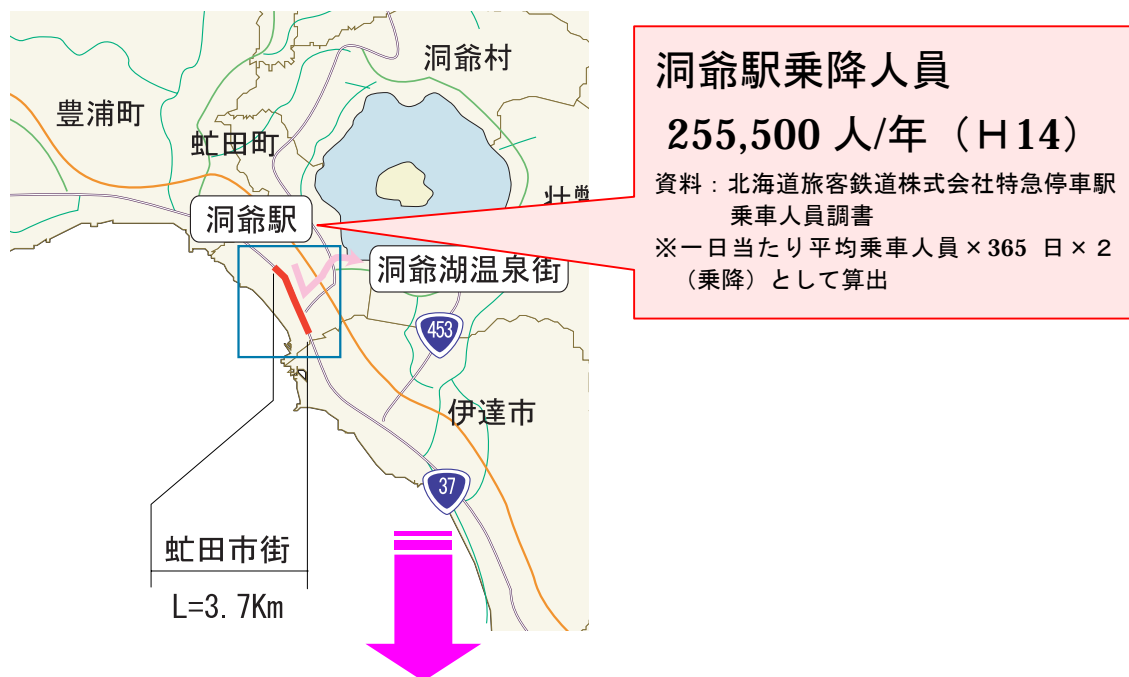 洞爺村
豊浦町
虻田町
壮
洞爺駅
洞爺湖温泉街
453
伊達市
37
虻田市街
L=3.7Km
洞爺駅乗降人員
255,500 人/年（Ｈ14）
資料：北海道旅客鉄道株式会社特急停車駅
乗車人員調書
※一日当たり平均乗車人員×365 日×２
（乗降）として算出